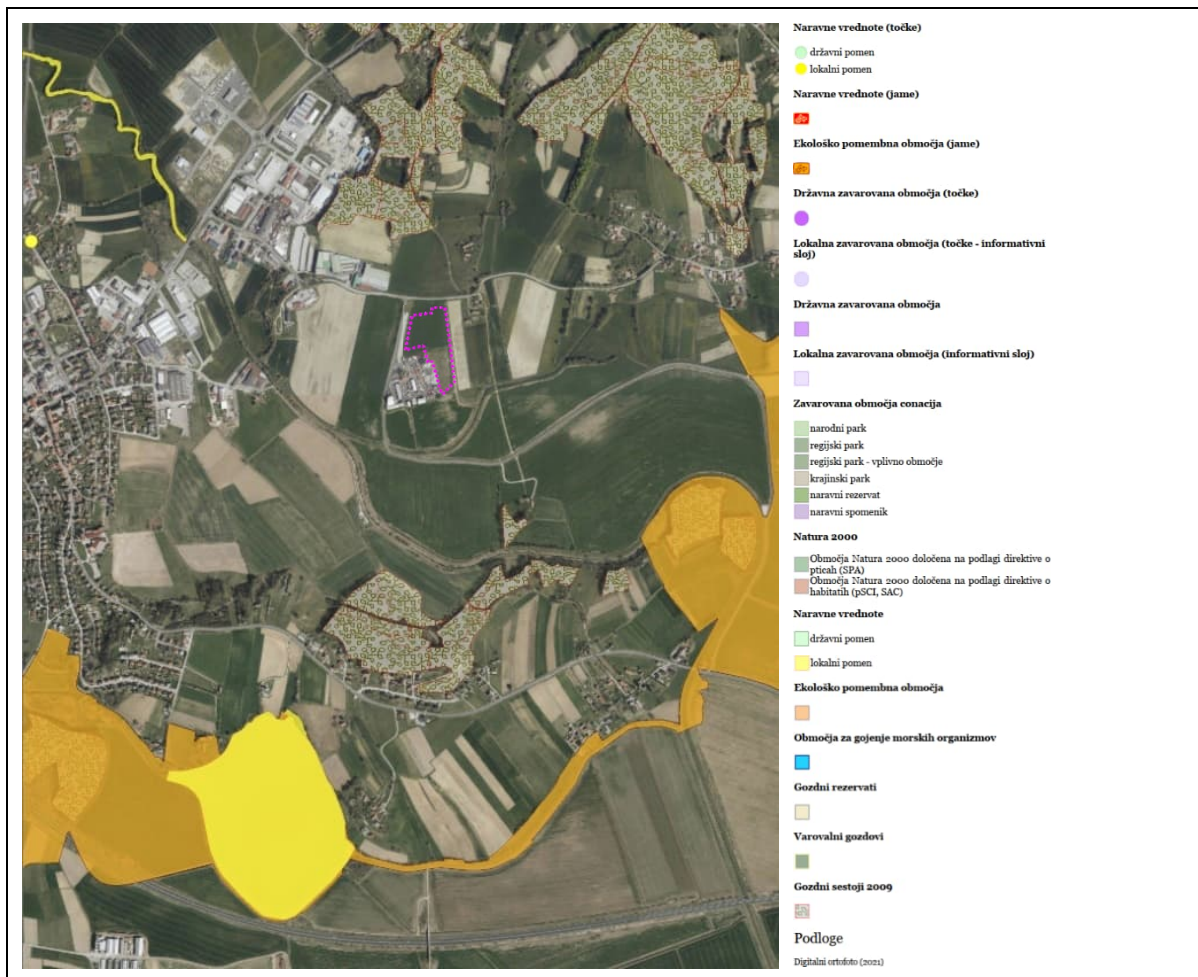 Naravne vrednote (točke)
državni pomen
lokalni pomen
Naravne vrednote (jame)
Ekološko pomembna območja (jame)
Državna zavarovana območja (točke)
Lokalna zavarovana območja (točke - informativni
sloj)
Državna zavarovana območja
Lokalna zavarovana območja (informativni sloj)
Zavarovana območja conacija
narodni park
regijski park
regijski park - vplivno območje
krajinski park
naravni rezervat
naravni spomenik
Natura 2000
Območja Natura 2000 določena na podlagi direktive o
pticah (SPA)
Območja Natura 2000 določena na podlagi direktive o
habitatih (pSCI, SAC)
Naravne vrednote
državni pomen
lokalni pomen
Ekološko pomembna območja
Območja za gojenje morskih organizmov
Gozdni rezervati
Varovalni gozdovi
Gozdni sestoji 2009
Podloge
Digitalni ortofoto (2021)